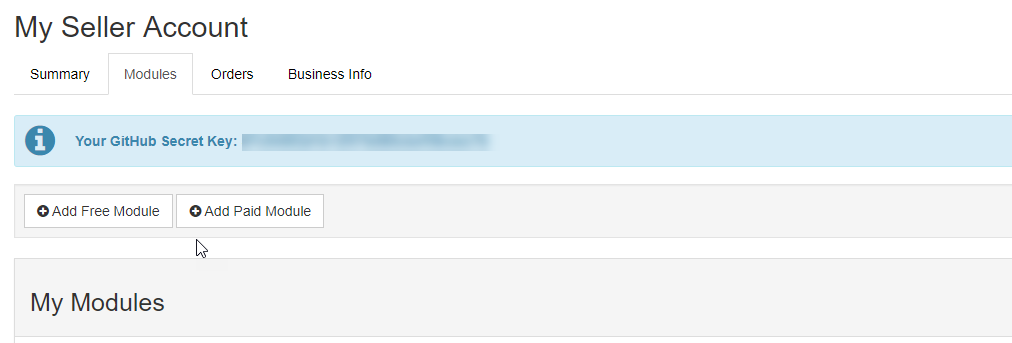 My Seller Account
Summary Modules Orders Business Info
Your GitHub Secret Key:
Add Free Module Add Paid Module
My Modules